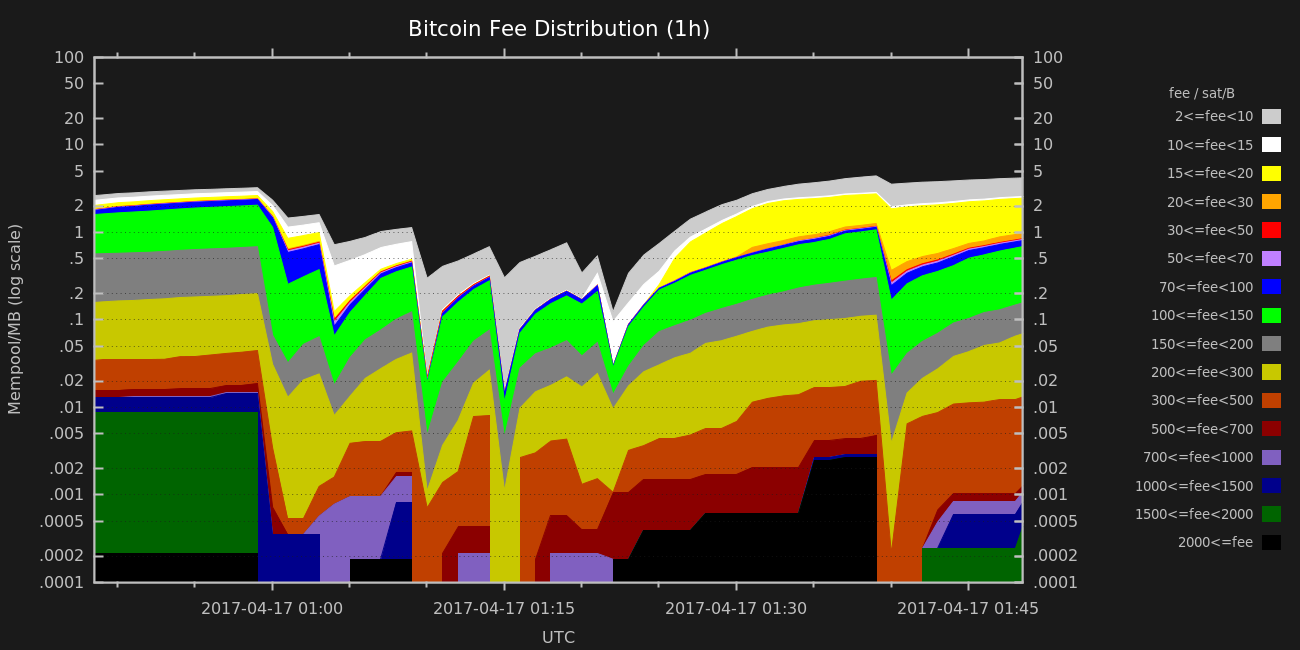 Bitcoin Fee Distribution (1h)
100 100
50 50
20 20
10 10
5 5
2 2
1 1
.5 .5
.2 .2
.1 .1
.05 .05
.02 .02
.01 .01
.005 .005
.002 .002
.001 .001
.0005 .0005
.0002 .0002
.0001 .0001
Mempool/MB (log scale)
2017-04-17 01:00 2017-04-17 01:15 2017-04-17 01:30 2017-04-17 01:45
UTC
fee / sat/B
2<=fee<10
10<=fee<15
15<=fee<20
20<=fee<30
30<=fee<50
50<=fee<70
70<=fee<100
100<=fee<150
150<=fee<200
200<=fee<300
300<=fee<500
500<=fee<700
700<=fee<1000
1000<=fee<1500
1500<=fee<2000
2000<=fee